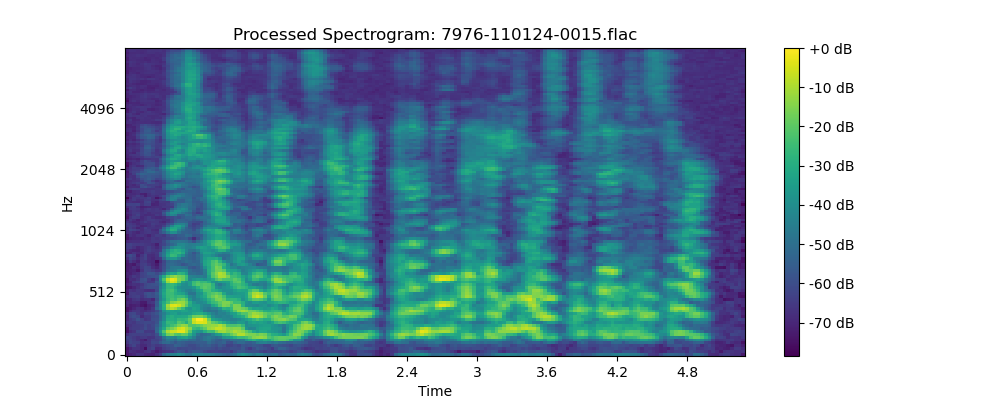 Processed Spectrogram: 7976-110124-0015.flac
Hz
4096
2048
1024
512
0
0 0.6 1.2 1.8 2.4 3 3.6 4.2 4.8
Time
+0 dB
-10 dB
-20 dB
-30 dB
-40 dB
-50 dB
-60 dB
-70 dB